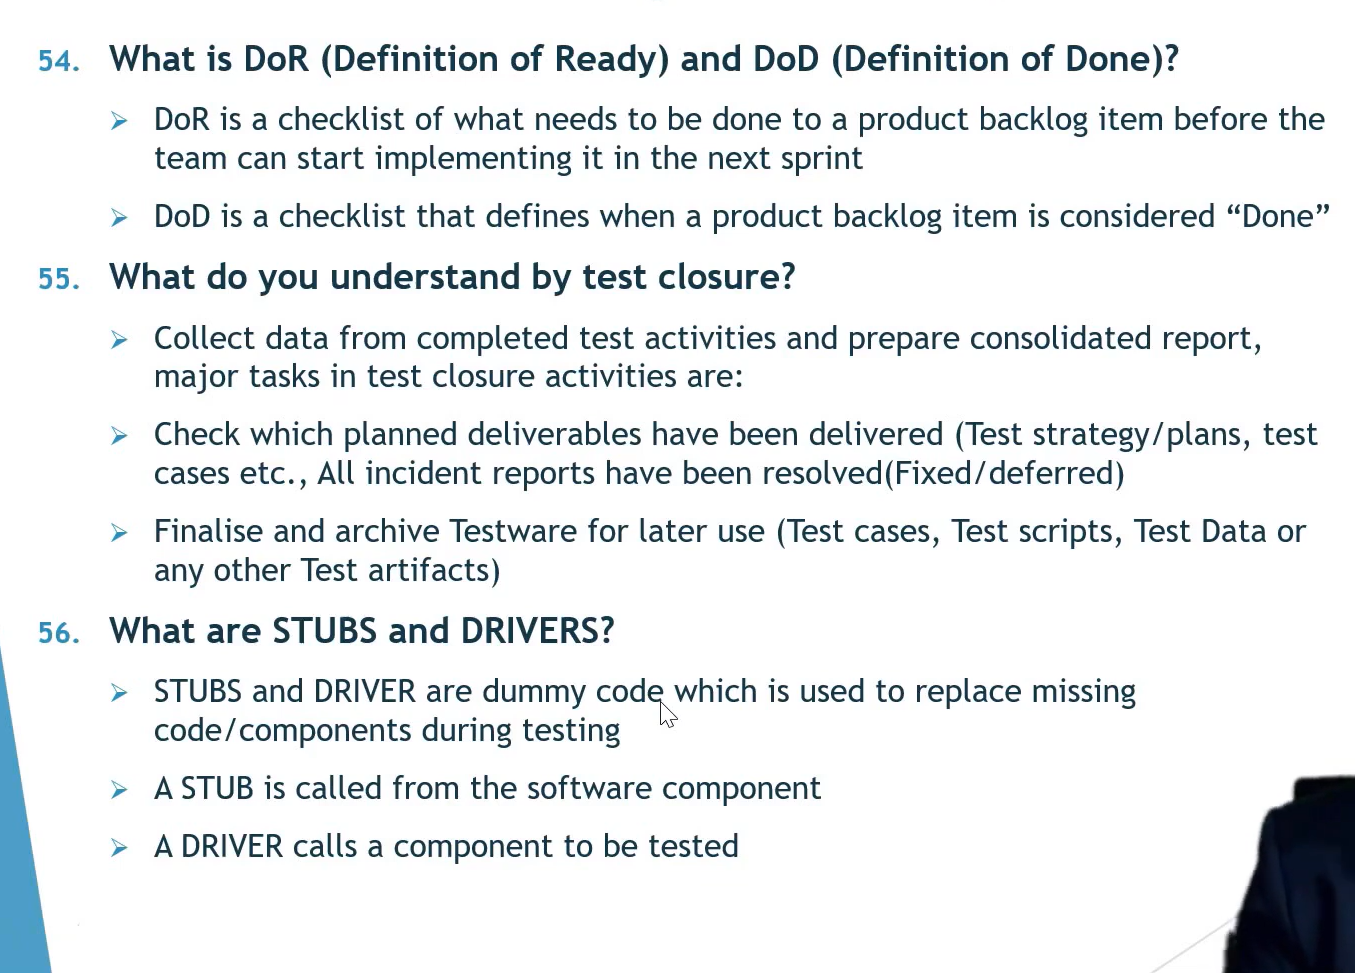 54. What is DoR (Definition of Ready) and DoD (Definition of Done)?
➢ DoR is a checklist of what needs to be done to a product backlog item before the
team can start implementing it in the next sprint
➢ DoD is a checklist that defines when a product backlog item is considered “Done”
55. What do you understand by test closure?
➢ Collect data from completed test activities and prepare consolidated report,
major tasks in test closure activities are:
➢ Check which planned deliverables have been delivered (Test strategy/plans, test
cases etc., All incident reports have been resolved(Fixed/deferred)
➢ Finalise and archive Testware for later use (Test cases, Test scripts, Test Data or
any other Test artifacts)
56. What are STUBS and DRIVERS?
➢ STUBS and DRIVER are dummy code which is used to replace missing
code/components during testing
➢ A STUB is called from the software component
➢ A DRIVER calls a component to be tested